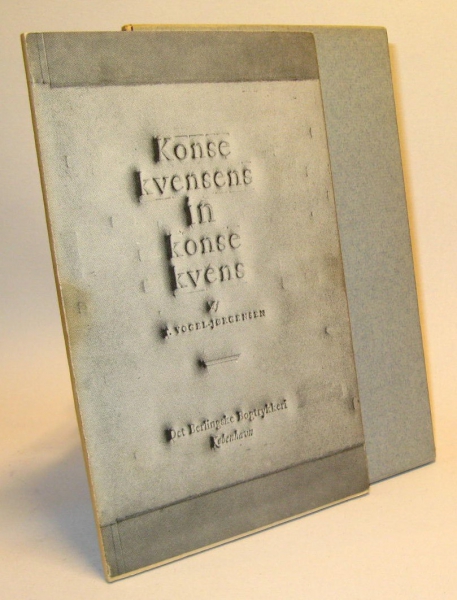 Konse
kvensens
in
konse
kvens
af
T. VOGEL-JØRGENSEN
Det Berlingske Bogtrykkeri
København